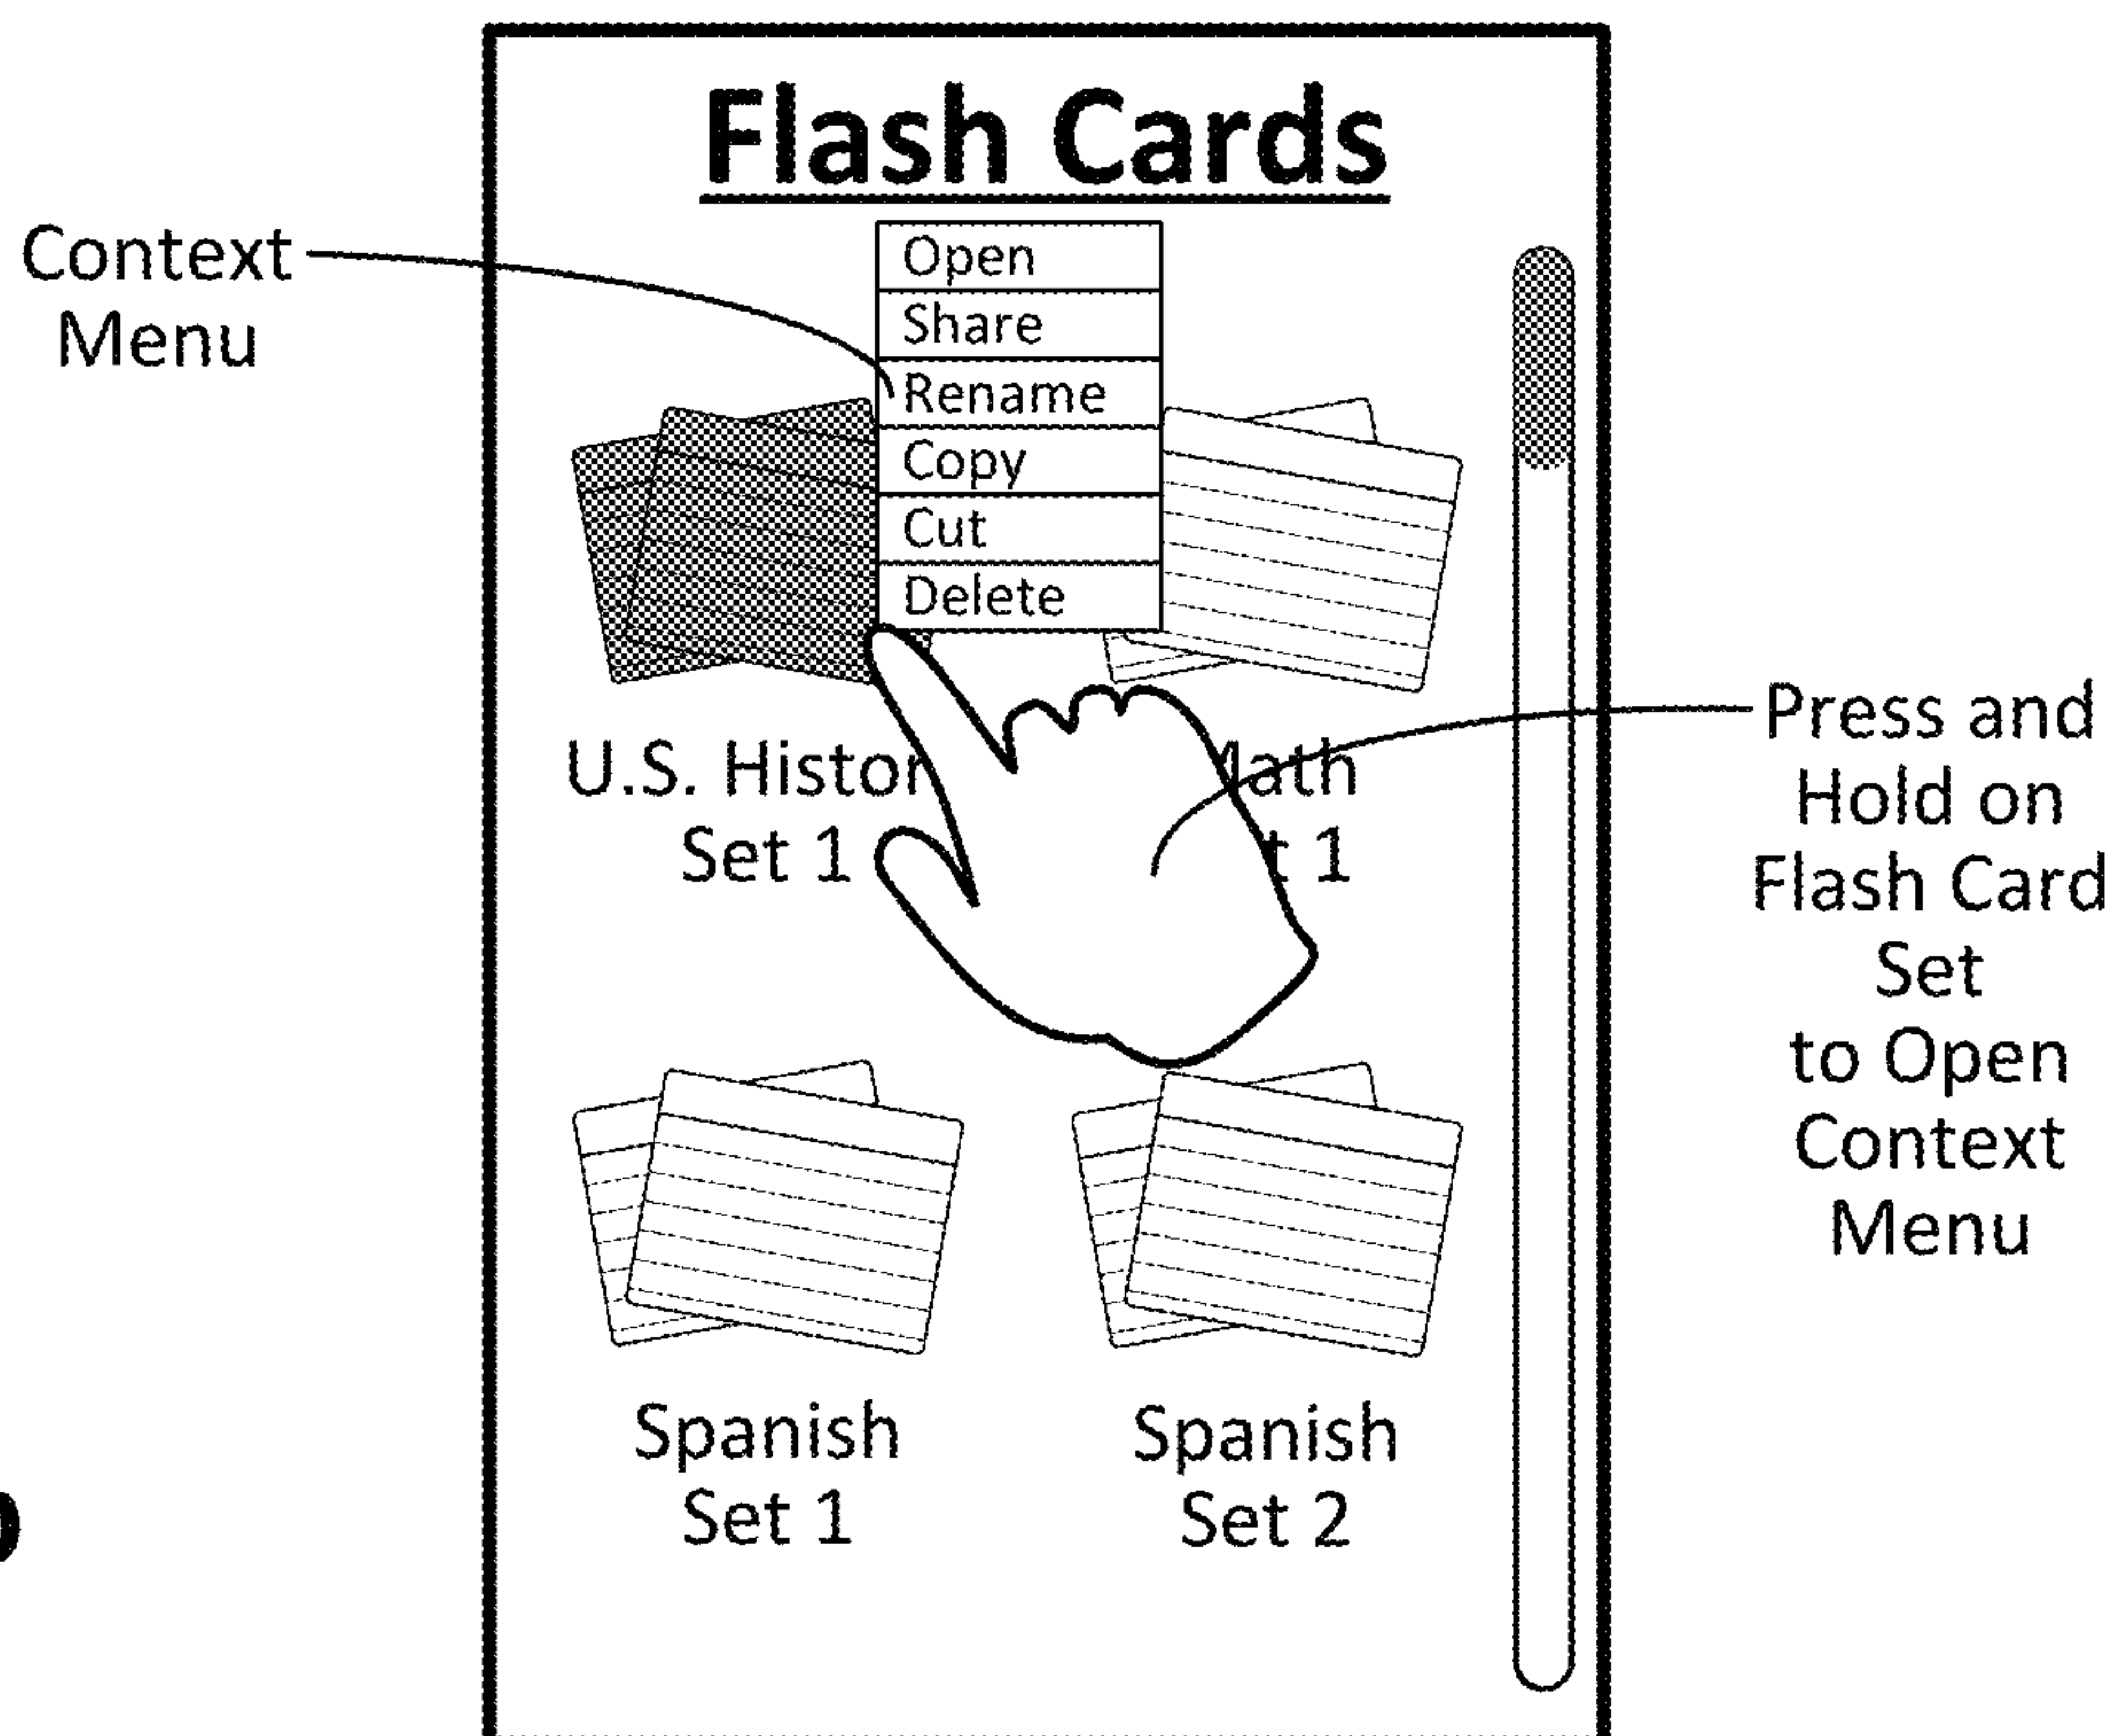 Flash Cards
Context
Menu
Open
Share
Rename
Copy
Cut
Delete
U.S. Histor
Set 1
ath
t 1
Press and
Hold on
Flash Card
Set
to Open
Context
Menu
Spanish
Set 1
Spanish
Set 2